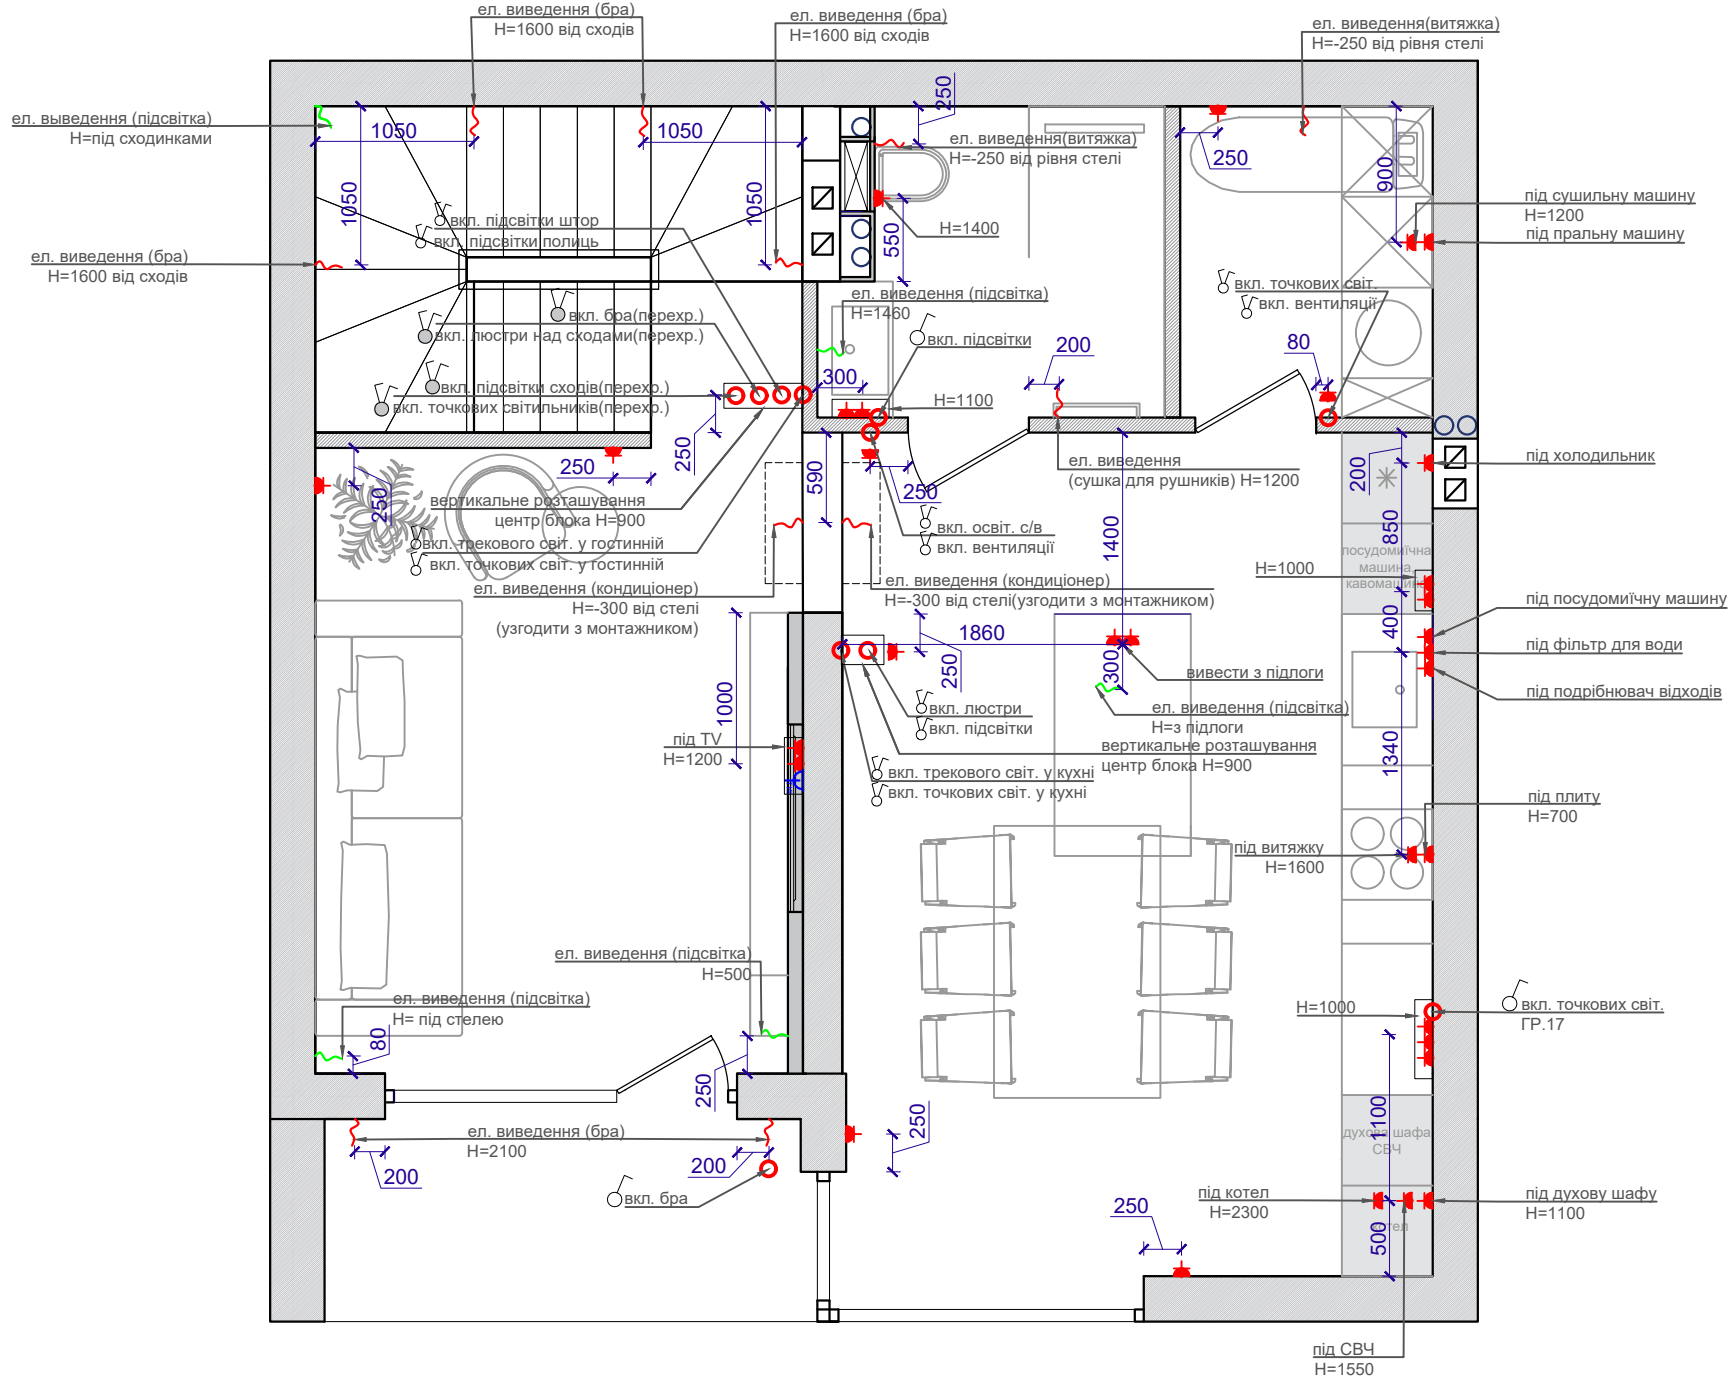 ел. виведення (бра)
H=1600 від сходів
ел. виведення (бра)
H=1600 від сходів
ел. виведення(витяжка)
H=-250 від рівня стелі
ел. выведення (підсвітка)
H=під сходинками
1050
1050
250
ел. виведення(витяжка)
H=-250 від рівня стелі
250
900
1050
1050
під сушильну машину
H=1200
під пральну машину
вкл. підсвітки штор
вкл. підсвітки полиць
H=1400
550
ел. виведення (бра)
H=1600 від сходів
вкл. точкових світ.
вкл. вентиляції
ел. виведення (підсвітка)
H=1460
вкл. бра(перехр.)
вкл. люстри над сходами(перехр.)
вкл. підсвітки
200
80
вкл. підсвітки сходів(перехр.)
вкл. точкових світильників(перехр.)
300
H=1100
250
250
250
590
250
ел. виведення
(сушка для рушників) H=1200
200
під холодильник
вертикальне розташування
центр блока H=900
вкл. освіт. с/в
вкл. вентиляції
1400
850
вкл. трекового світ. у гостинній
вкл. точкових світ. у гостинній
посудомиїчна
машина,
кавомашина
H=1000
ел. виведення (кондиціонер)
H=-300 від стелі
(узгодити з монтажником)
ел. виведення (кондиціонер)
H=-300 від стелі(узгодити з монтажником)
під посудомиїчну машину
400
1860
250
300
під фільтр для води
вивести з підлоги
під подрібнювач відходів
1000
вкл. люстри
вкл. підсвітки
ел. виведення (підсвітка)
H=з підлоги
під TV
H=1200
вертикальне розташування
центр блока H=900
1340
вкл. трекового світ. у кухні
вкл. точкових світ. у кухні
під плиту
H=700
під витяжку
H=1600
ел. виведення (підсвітка)
H=500
ел. виведення (підсвітка)
H= під стелею
80
H=1000
вкл. точкових світ.
ГР.17
250
250
1100
ел. виведення (бра)
H=2100
духова шафа
СВЧ
200
200
вкл. бра
під котел
H=2300
під духову шафу
H=1100
250
котел
500
під СВЧ
H=1550